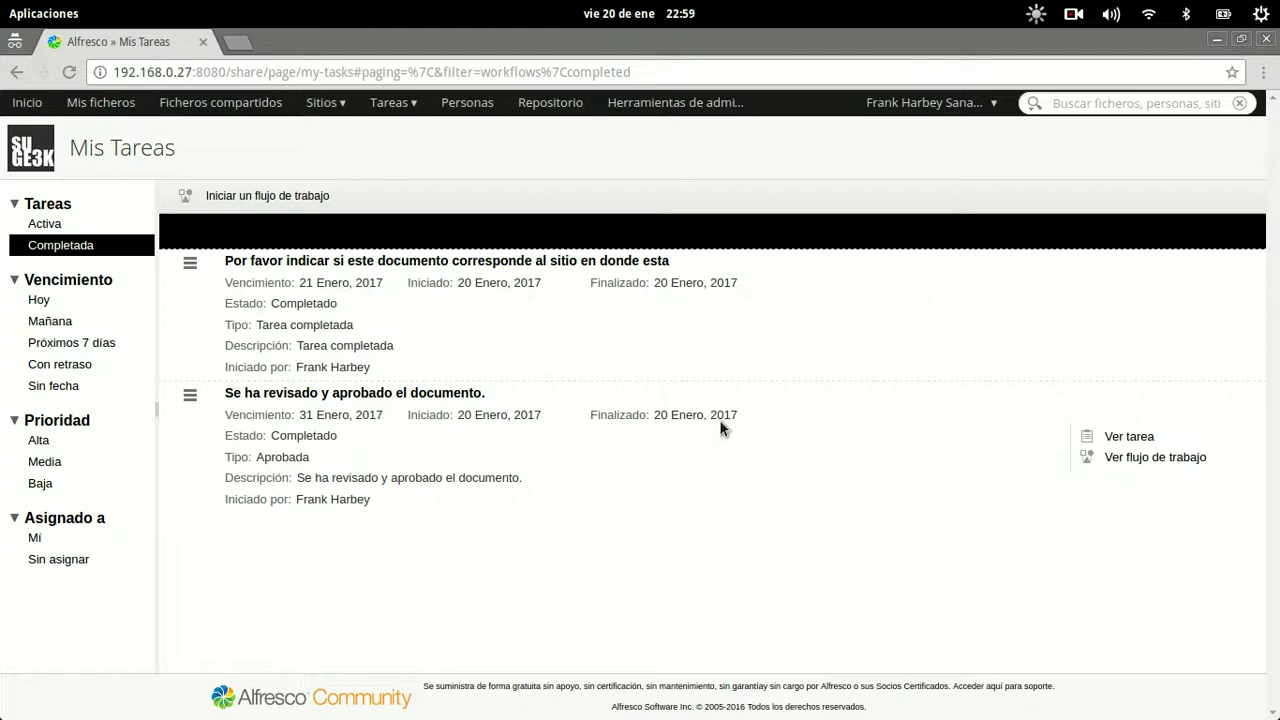 Aplicaciones
vie 20 de ene 22:59
Alfresco » Mis Tareas
192.168.0.27:8080/share/page/my-tasks#paging=%7C&filter=workflows%7Ccompleted
Inicio Mis ficheros Ficheros compartidos Sitios Tareas Personas Repositorio Herramientas de admi... Frank Harbey Sana... Buscar ficheros, personas, siti
SU GE3K
Mis Tareas
Iniciar un flujo de trabajo
Tareas
Activa
Completada
Vencimiento
Hoy
Mañana
Próximos 7 días
Con retraso
Sin fecha
Prioridad
Alta
Media
Baja
Asignado a
Mí
Sin asignar
Por favor indicar si este documento corresponde al sitio en donde esta
Vencimiento: 21 Enero, 2017 Iniciado: 20 Enero, 2017 Finalizado: 20 Enero, 2017
Estado: Completado
Tipo: Tarea completada
Descripción: Tarea completada
Iniciado por: Frank Harbey
Se ha revisado y aprobado el documento.
Vencimiento: 31 Enero, 2017 Iniciado: 20 Enero, 2017 Finalizado: 20 Enero, 2017
Estado: Completado
Tipo: Aprobada
Descripción: Se ha revisado y aprobado el documento.
Iniciado por: Frank Harbey
Ver tarea
Ver flujo de trabajo
Alfresco Community
Se suministra de forma gratuita sin apoyo, sin certificación, sin mantenimiento, sin garantíay sin cargo por Alfresco o sus Socios Certificados. Acceder aquí para soporte.
Alfresco Software Inc. © 2005-2016 Todos los derechos reservados.